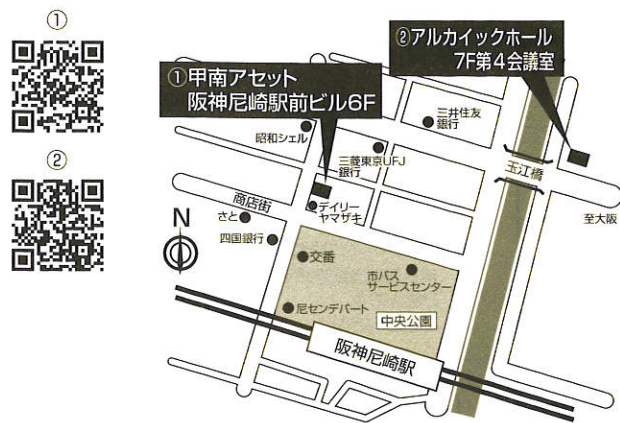 ①
②
①甲南アセット
阪神尼崎駅前ビル6F
②アルカイックホール
7F第4会議室
昭和シェル
三井住友
銀行
三菱東京UFJ
銀行
玉江橋
至大阪
商店街
さと
デイリー
ヤマザキ
四国銀行
N
交番
市バス
サービスセンター
尼センデパート
中央公園
阪神尼崎駅